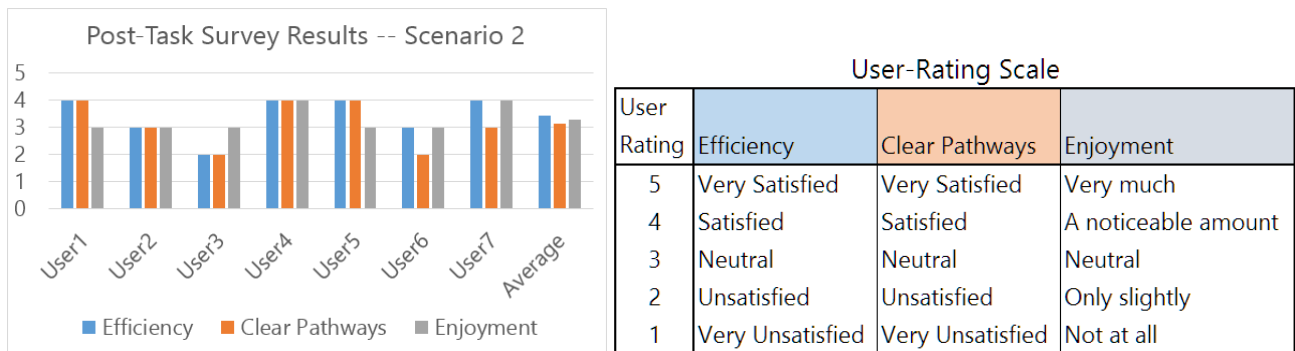 Post-Task Survey Results -- Scenario 2
5
4
3
2
1
0
User1 User2 User3 User4 User5 User6 User7 Average
Efficiency Clear Pathways Enjoyment
User-Rating Scale
User
Rating Efficiency Clear Pathways Enjoyment
5 Very Satisfied Very Satisfied Very much
4 Satisfied Satisfied A noticeable amount
3 Neutral Neutral Neutral
2 Unsatisfied Unsatisfied Only slightly
1 Very Unsatisfied Very Unsatisfied Not at all